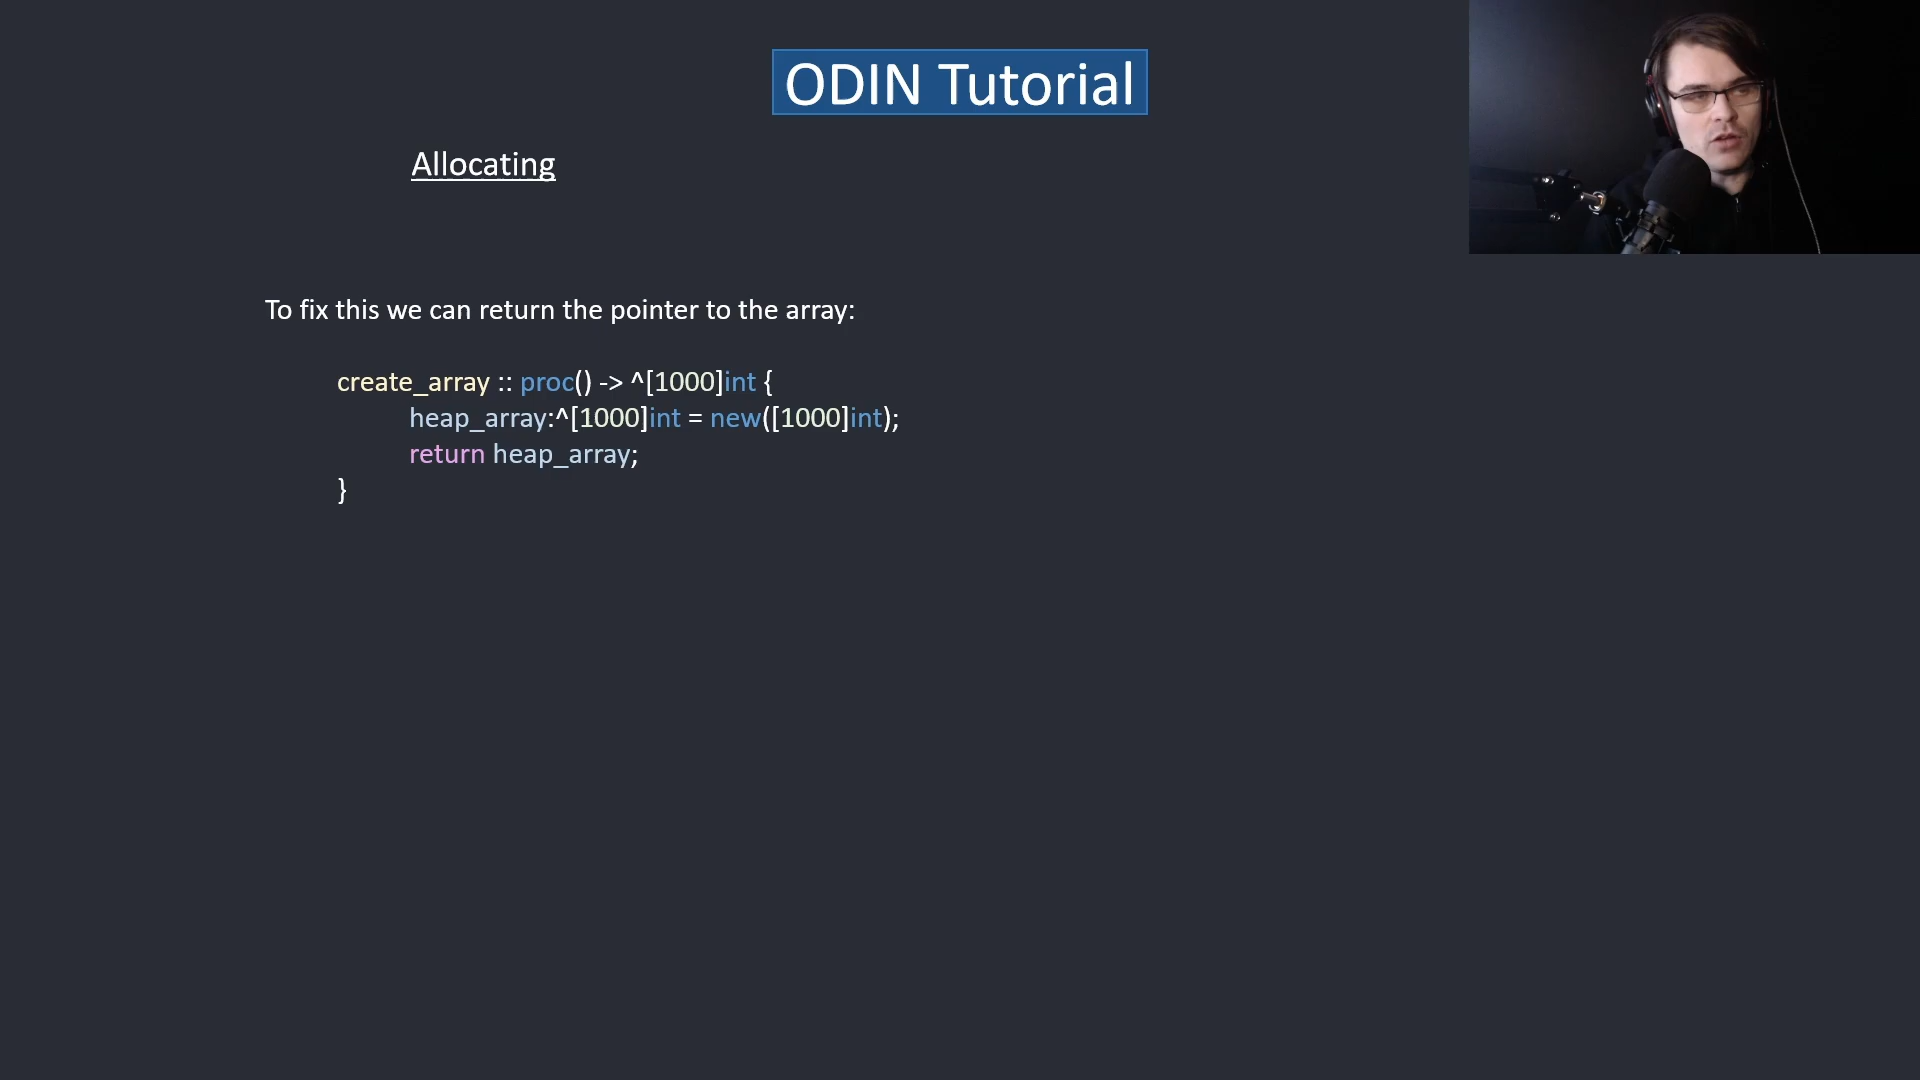 ODIN Tutorial
Allocating
To fix this we can return the pointer to the array:
create_array :: proc() -> ^[1000]int {
heap_array:^[1000]int = new([1000]int);
return heap_array;
}